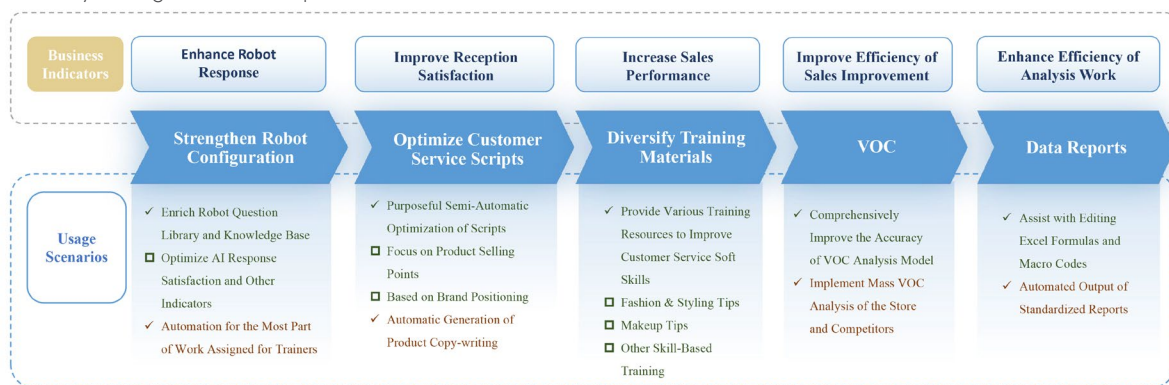 Business
Indicators
Enhance Robot
Response
Improve Reception
Satisfaction
Increase Sales
Performance
Improve Efficiency of
Sales Improvement
Enhance Efficiency of
Analysis Work
Strengthen Robot
Configuration
Optimize Customer
Service Scripts
Diversify Training
Materials
VOC
Data Reports
Usage
Scenarios
✓ Enrich Robot Question
Library and Knowledge Base
Optimize AI Response
Satisfaction and Other
Indicators
✓ Automation for the Most Part
of Work Assigned for Trainers
✓ Purposeful Semi-Automatic
Optimization of Scripts
Focus on Product Selling
Points
Based on Brand Positioning
✓ Automatic Generation of
Product Copy-writing
✓ Provide Various Training
Resources to Improve
Customer Service Soft
Skills
Fashion & Styling Tips
Makeup Tips
Other Skill-Based
Training
✓ Comprehensively
Improve the Accuracy
of VOC Analysis Model
✓ Implement Mass VOC
Analysis of the Store
and Competitors
✓ Assist with Editing
Excel Formulas and
Macro Codes
✓ Automated Output of
Standardized Reports